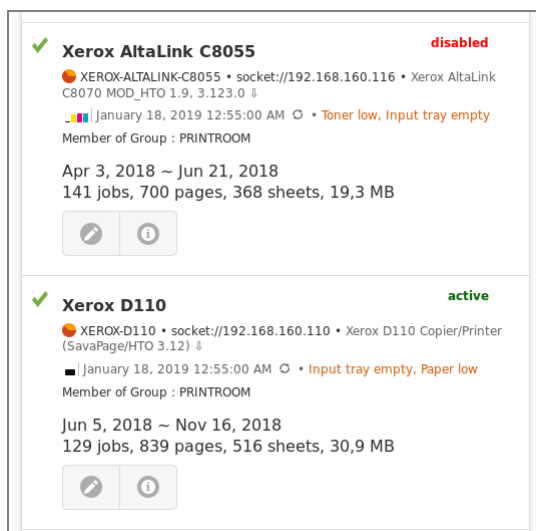 Xerox AltaLink C8055
disabled
XEROX-ALTALINK-C8055 • socket://192.168.160.116 • Xerox AltaLink
C8070 MOD_HTO 1.9, 3.123.0 ⇩
January 18, 2019 12:55:00 AM • Toner low, Input tray empty
Member of Group : PRINTROOM
Apr 3, 2018 ~ Jun 21, 2018
141 jobs, 700 pages, 368 sheets, 19,3 MB
Xerox D110
active
XEROX-D110 • socket://192.168.160.110 • Xerox D110 Copier/Printer
(SavaPage/HTO 3.12) ⇩
January 18, 2019 12:55:00 AM • Input tray empty, Paper low
Member of Group : PRINTROOM
Jun 5, 2018 ~ Nov 16, 2018
129 jobs, 839 pages, 516 sheets, 30,9 MB